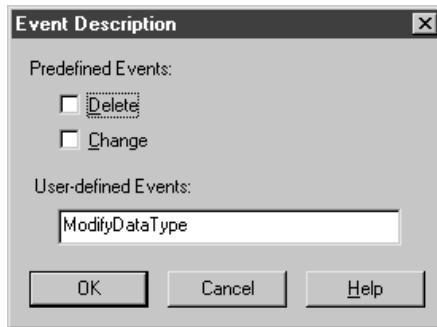 Event Description
Predefined Events:
Delete
Change
User-defined Events:
ModifyDataType
OK Cancel Help